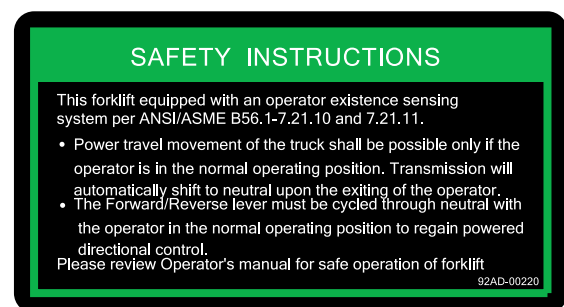 SAFETY INSTRUCTIONS
This forklift equipped with an operator existence sensing
system per ANSI/ASME B56.1-7.21.10 and 7.21.11.
• Power travel movement of the truck shall be possible only if the
operator is in the normal operating position. Transmission will
automatically shift to neutral upon the exiting of the operator.
• The Forward/Reverse lever must be cycled through neutral with
the operator in the normal operating position to regain powered
directional control.
Please review Operator's manual for safe operation of forklift
92AD-00220